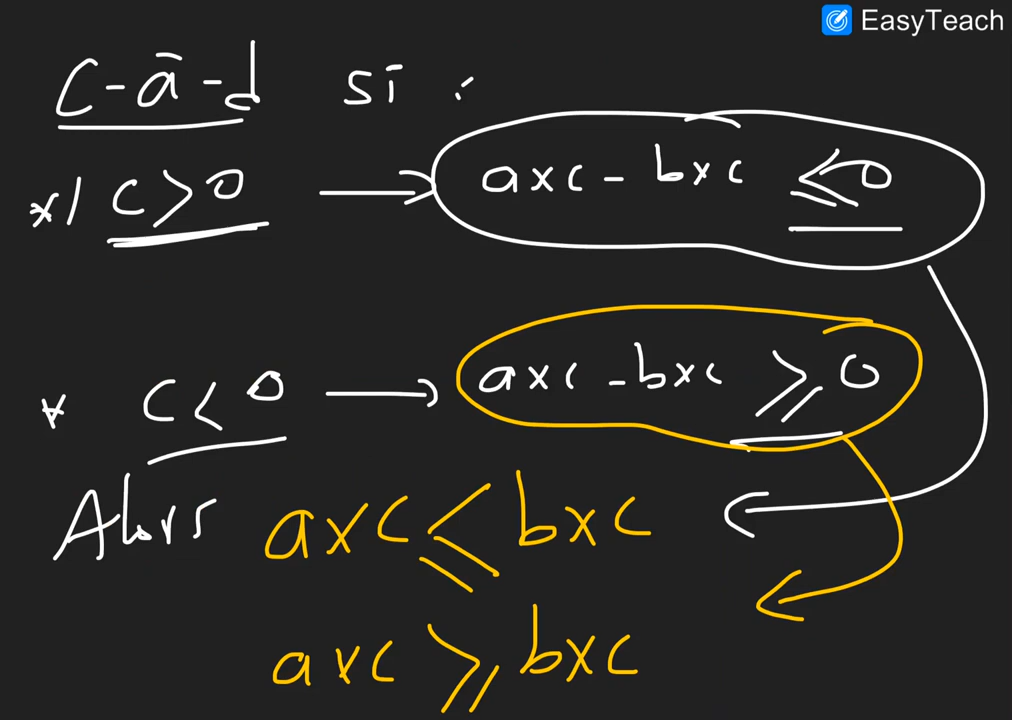 EasyTeach
C-ā-d si :
*/ c>0 → axc - bxc ⩽0
* c<0 → axc - bxc ⩾ 0
Alors axc ⩽ bxc
axc ⩾ bxc